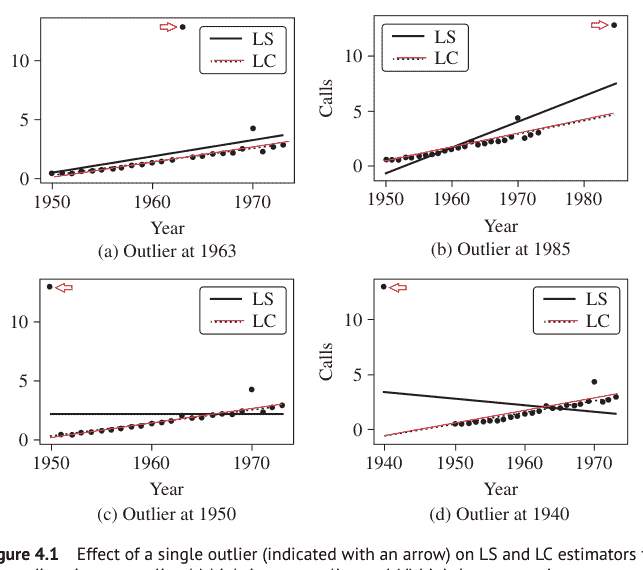 LS
LC
10
5
0
1950 1960 1970
Year
(a) Outlier at 1963
LS
LC
Calls
10
5
0
1950 1960 1970 1980
Year
(b) Outlier at 1985
LS
LC
10
5
0
1950 1960 1970
Year
(c) Outlier at 1950
LS
LC
Calls
10
5
0
1940 1950 1960 1970
Year
(d) Outlier at 1940
gure 4.1 Effect of a single outlier (indicated with an arrow) on LS and LC estimators